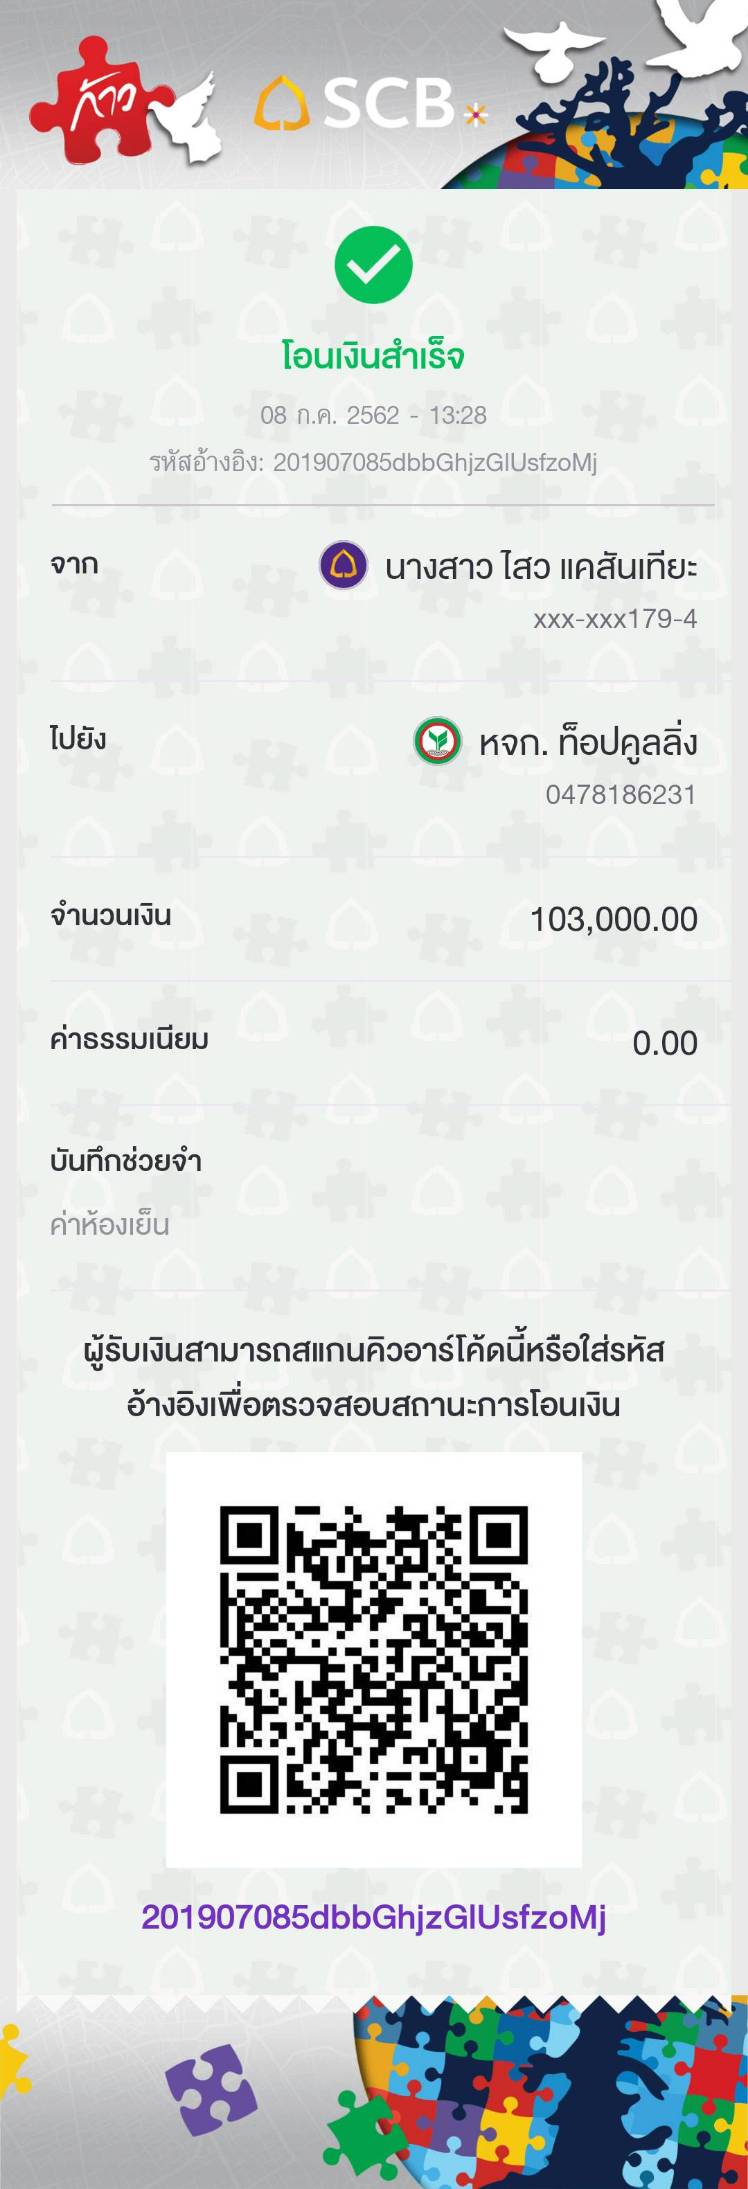 ก้าว
SCB
โอนเงินสำเร็จ
08 ก.ค. 2562 - 13:28
รหัสอ้างอิง: 201907085dbbGhjzGlUsfzoMj
จาก
นางสาว ไสว แคสันเทียะ
xxx-xxx179-4
ไปยัง
หจก. ท็อปคูลลิ่ง
0478186231
จำนวนเงิน
103,000.00
ค่าธรรมเนียม
0.00
บันทึกช่วยจำ
ค่าห้องเย็น
ผู้รับเงินสามารถสแกนคิวอาร์โค้ดนี้หรือใส่รหัส
อ้างอิงเพื่อตรวจสอบสถานะการโอนเงิน
201907085dbbGhjzGlUsfzoMj